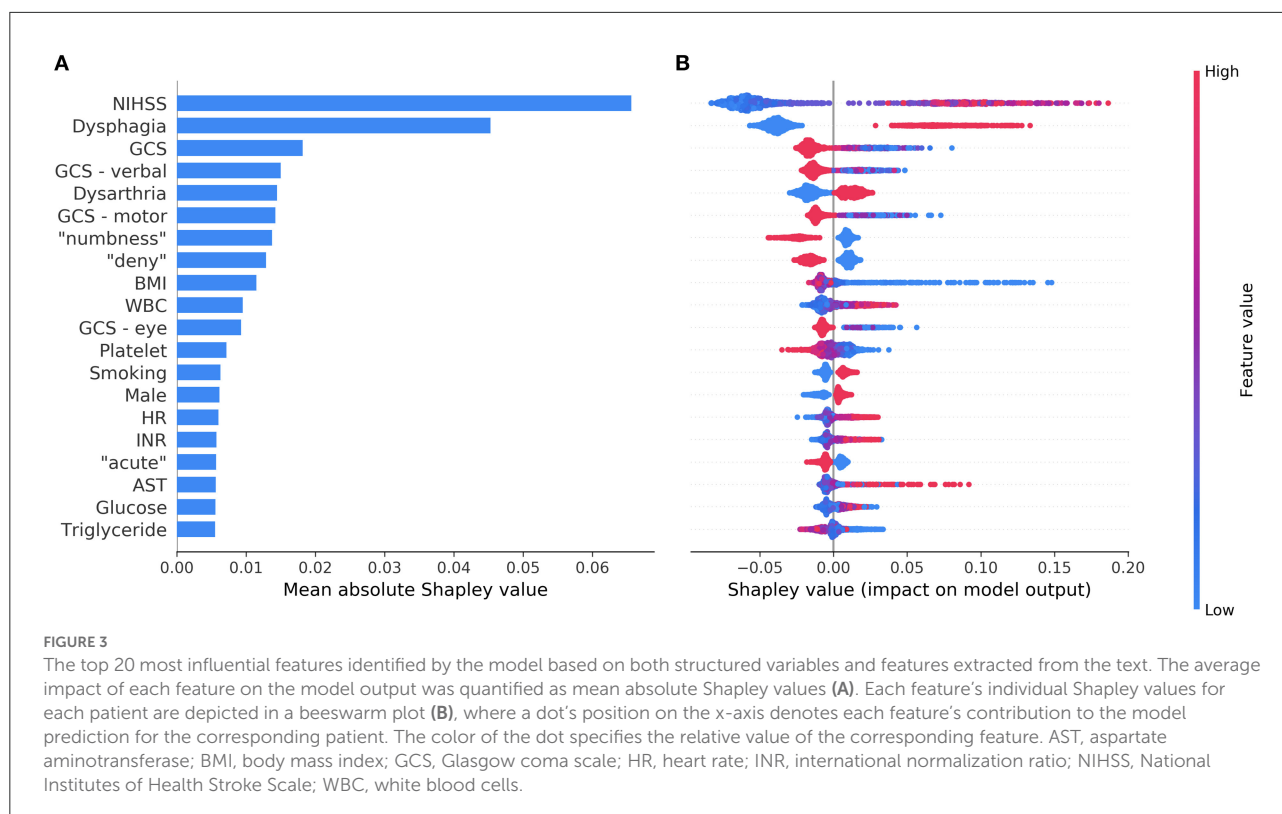 A
B
NIHSS
Dysphagia
GCS
GCS - verbal
Dysarthria
GCS - motor
"numbness"
"deny"
BMI
WBC
GCS - eye
Platelet
Smoking
Male
HR
INR
"acute"
AST
Glucose
Triglyceride
0.00 0.01 0.02 0.03 0.04 0.05 0.06
Mean absolute Shapley value
−0.05 0.00 0.05 0.10 0.15 0.20
Shapley value (impact on model output)
High
Feature value
Low
FIGURE 3
The top 20 most influential features identified by the model based on both structured variables and features extracted from the text. The average
impact of each feature on the model output was quantified as mean absolute Shapley values (A). Each feature's individual Shapley values for
each patient are depicted in a beeswarm plot (B), where a dot's position on the x-axis denotes each feature's contribution to the model
prediction for the corresponding patient. The color of the dot specifies the relative value of the corresponding feature. AST, aspartate
aminotransferase; BMI, body mass index; GCS, Glasgow coma scale; HR, heart rate; INR, international normalization ratio; NIHSS, National
Institutes of Health Stroke Scale; WBC, white blood cells.